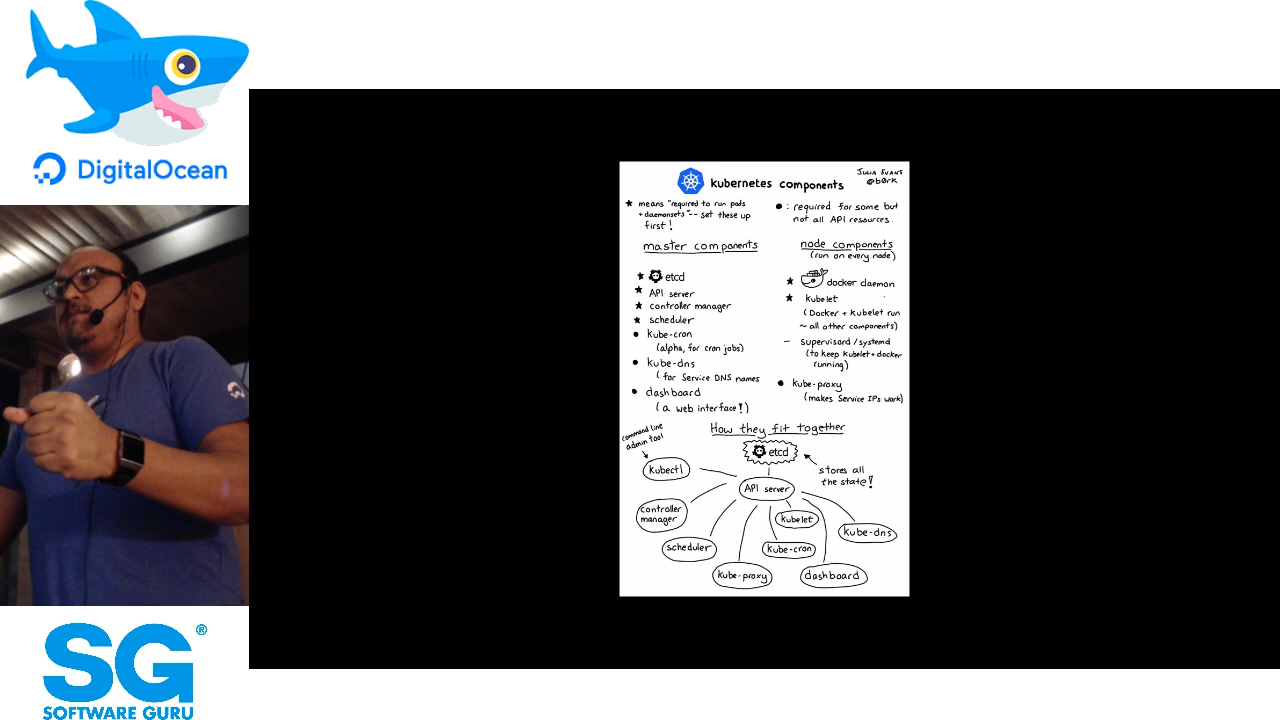 DigitalOcean
kubernetes components
JULIA EVANS
@b0rk
★ means "required to run pods
+ daemonsets" -- set these up
first!
● : required for some but
not all API resources.
master components
★ etcd
★ API server
★ controller manager
★ scheduler
● kube-cron
(alpha, for cron jobs)
● kube-dns
(for Service DNS names
● dashboard
(a web interface!)
node components
(run on every node)
★ docker daemon
★ kubelet
(Docker + kubelet run
~ all other components)
– supervisord/systemd
(to keep kubelet+docker
running)
● kube-proxy
(makes Service IPs work)
How they fit together
command line
admin tool
etcd
stores all
the state!
kubectl
API server
controller
manager
kubelet
kube-dns
scheduler
kube-cron
kube-proxy
dashboard
SG®
SOFTWARE GURU